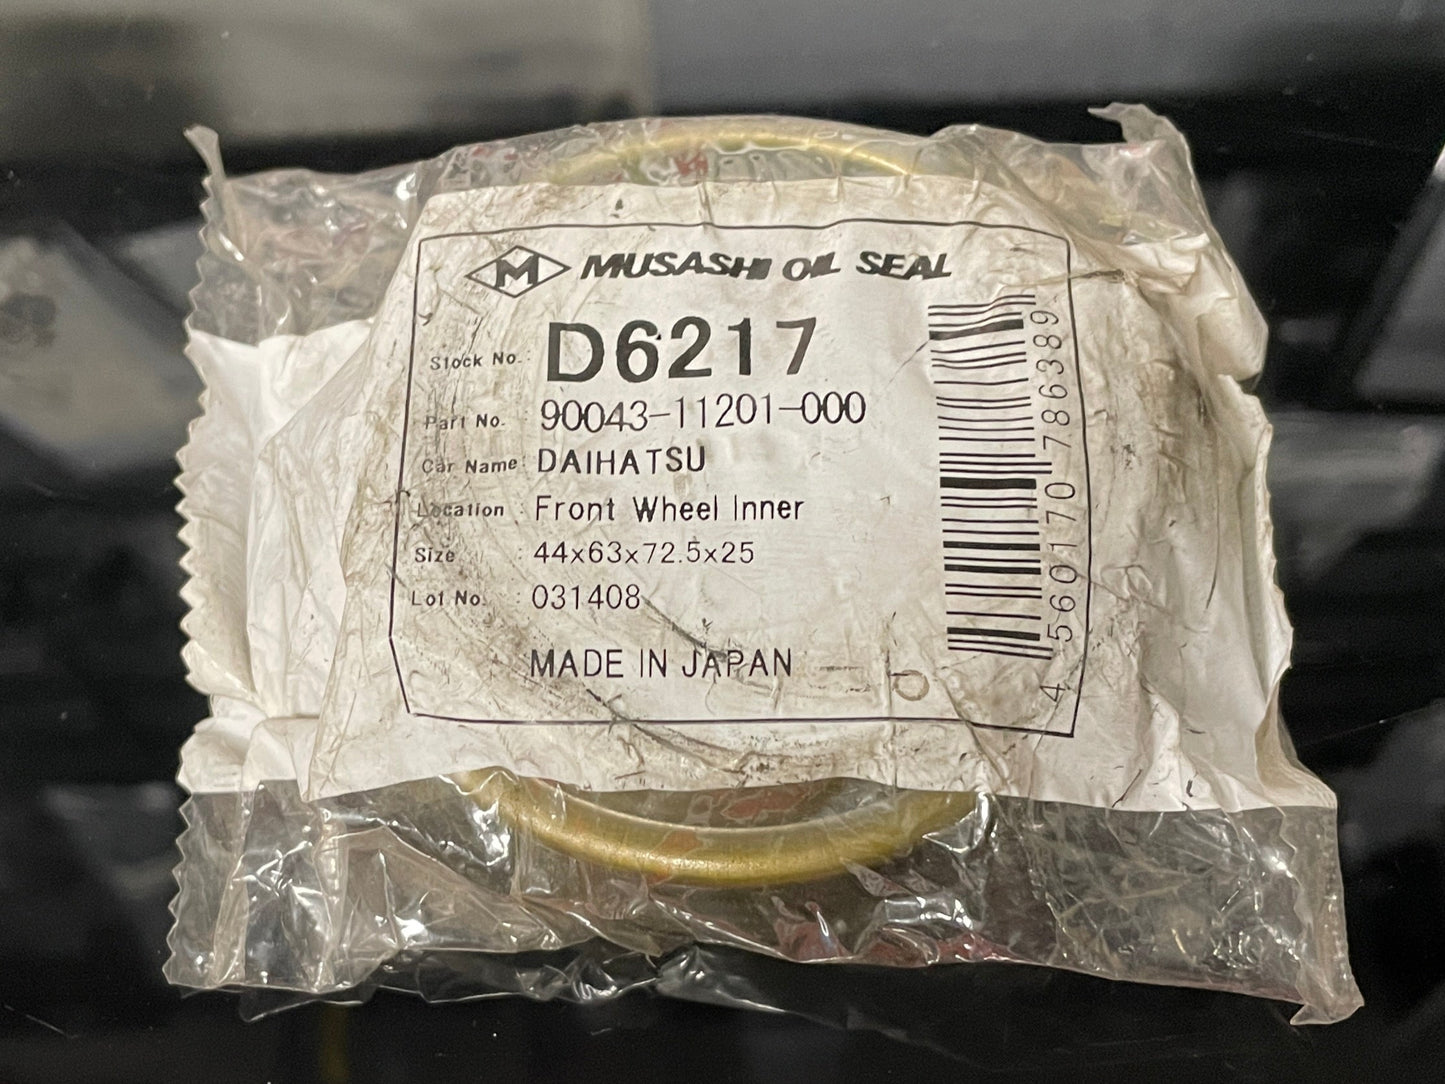 M MUSASHI OIL SEAL
Stock No. : D6217
Part No. : 90043-11201-000
Car Name : DAIHATSU
Location : Front Wheel Inner
Size : 44x63x72.5x25
Lot No. : 031408
MADE IN JAPAN
4 560170 786389